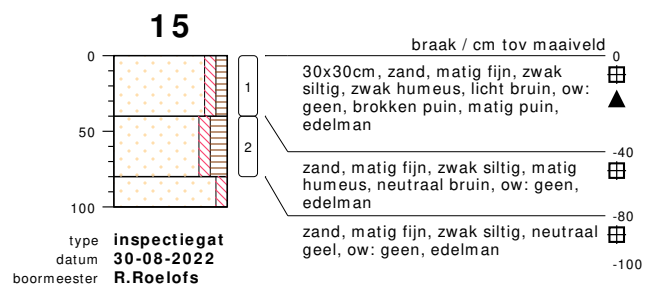 15
braak / cm tov maaiveld
0
0
30x30cm, zand, matig fijn, zwak
siltig, zwak humeus, licht bruin, ow:
geen, brokken puin, matig puin,
edelman
1
50
-40
2
zand, matig fijn, zwak siltig, matig
humeus, neutraal bruin, ow: geen,
edelman
100
-80
zand, matig fijn, zwak siltig, neutraal
geel, ow: geen, edelman
-100
type inspectiegat
datum 30-08-2022
boormeester R.Roelofs